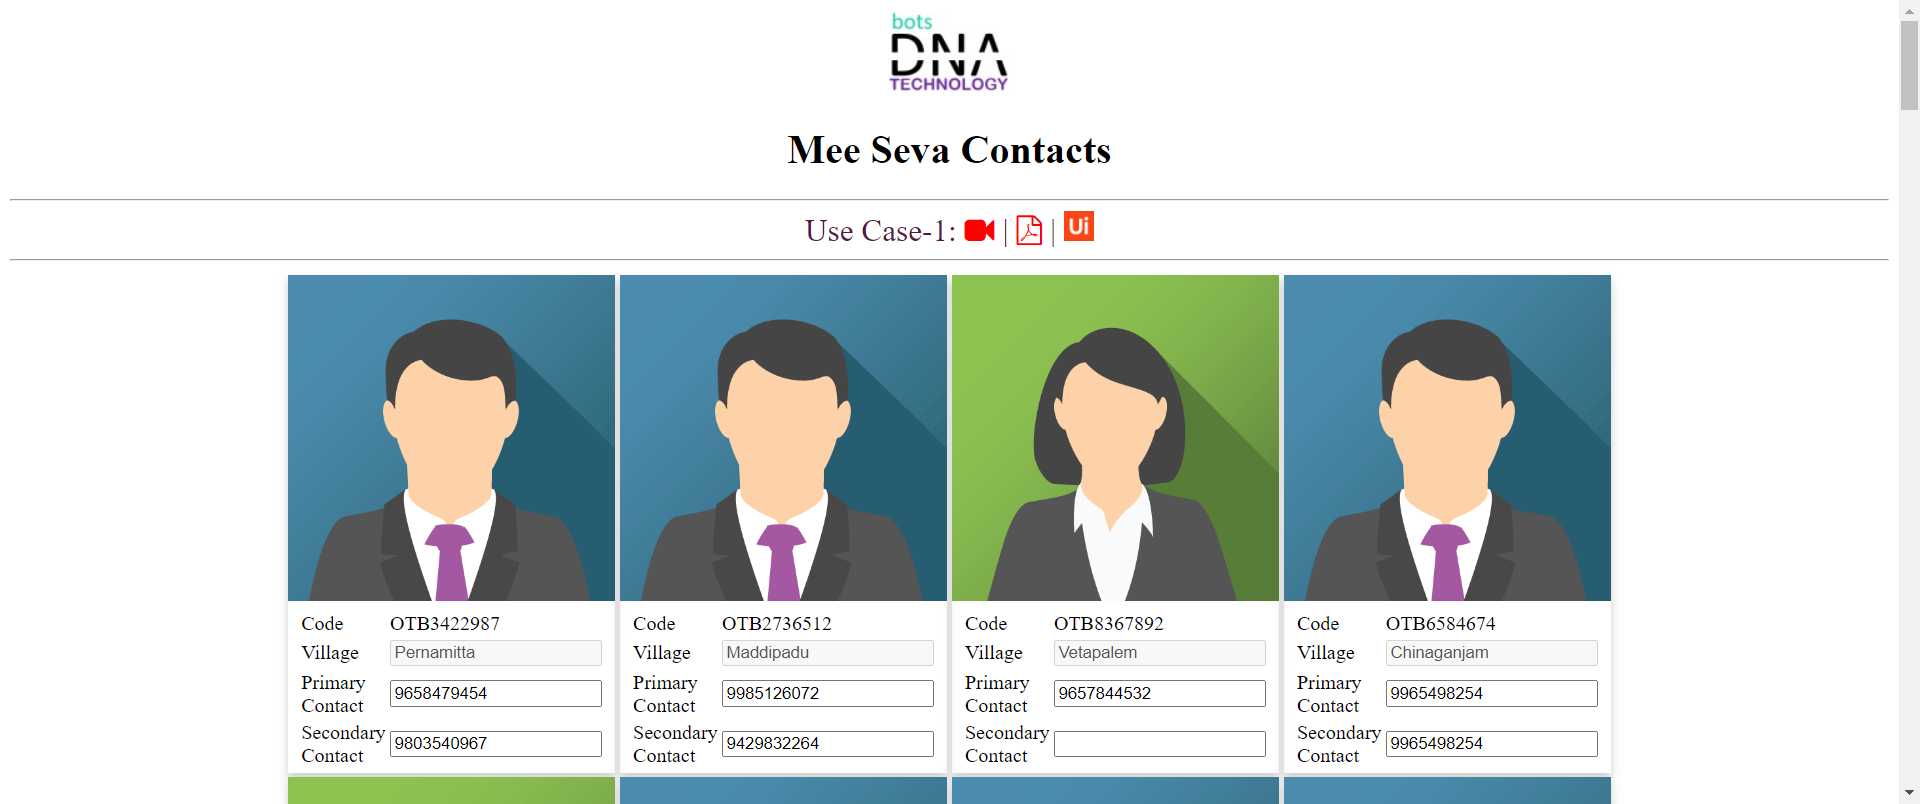 bots
DNA
TECHNOLOGY
Mee Seva Contacts
Use Case-1: | | Ui
Code OTB3422987
Village Pernamitta
Primary Contact 9658479454
Secondary Contact 9803540967
Code OTB2736512
Village Maddipadu
Primary Contact 9985126072
Secondary Contact 9429832264
Code OTB8367892
Village Vetapalem
Primary Contact 9657844532
Secondary Contact
Code OTB6584674
Village Chinaganjam
Primary Contact 9965498254
Secondary Contact 9965498254